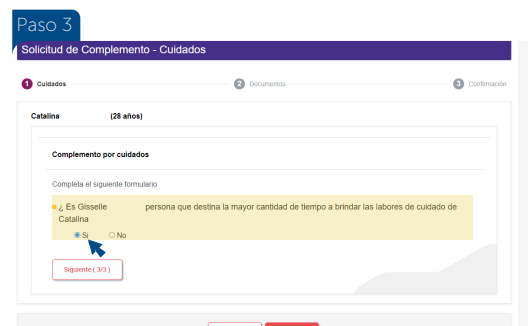 Paso 3
Solicitud de Complemento - Cuidados
1 Cuidados 2 Documentos 3 Confirmación
Catalina (28 años)
Complemento por cuidados
Completa el siguiente formulario
¿ Es Gisselle persona que destina la mayor cantidad de tiempo a brindar las labores de cuidado de
Catalina
Si No
Siguiente ( 3/3 )